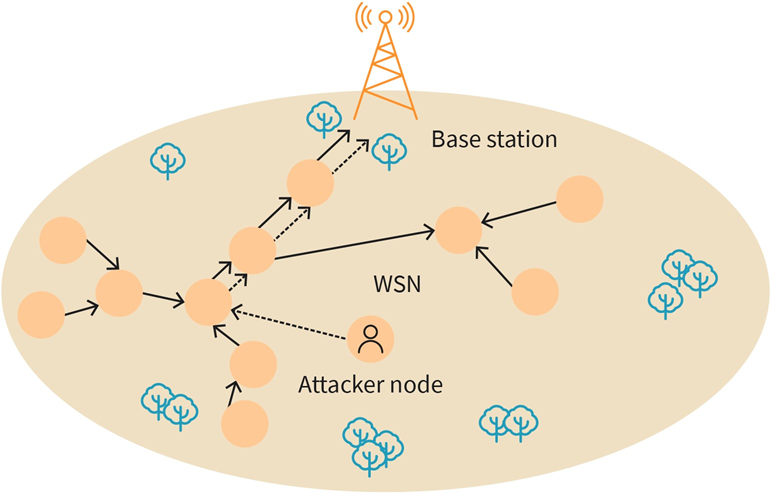 Base station
WSN
Attacker node